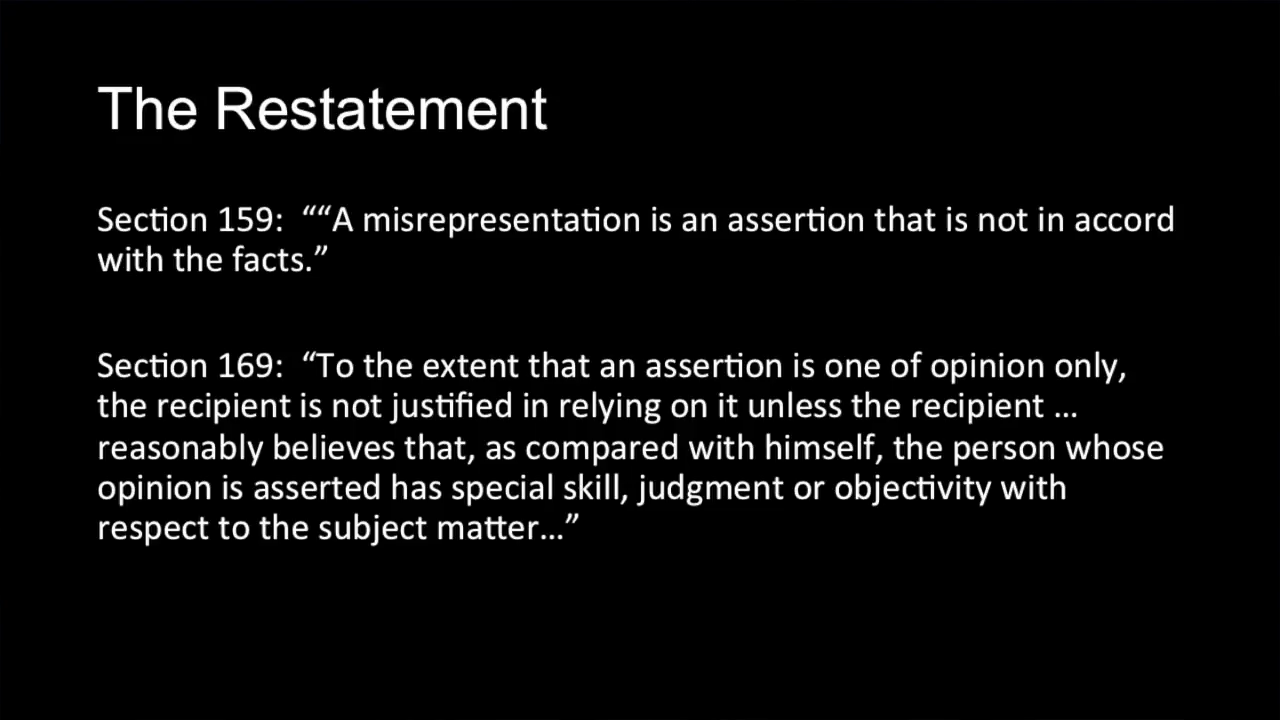 The Restatement
Section 159:  ““A misrepresentation is an assertion that is not in accord
with the facts.”
Section 169:  “To the extent that an assertion is one of opinion only,
the recipient is not justified in relying on it unless the recipient …
reasonably believes that, as compared with himself, the person whose
opinion is asserted has special skill, judgment or objectivity with
respect to the subject matter…”